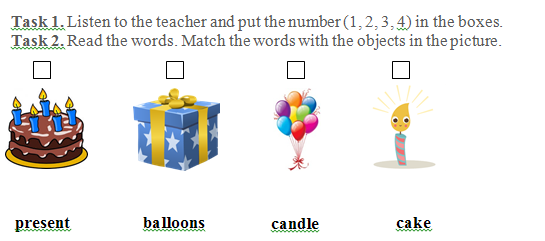 Task 1. Listen to the teacher and put the number (1, 2, 3, 4) in the boxes.
Task 2. Read the words. Match the words with the objects in the picture.
present balloons candle cake